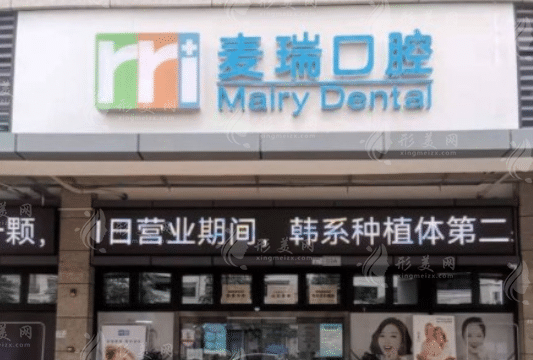 rri
麦瑞口腔
Mairy Dental
颗, 1日营业期间, 韩系种植体第二
形美网
xingmeize.com